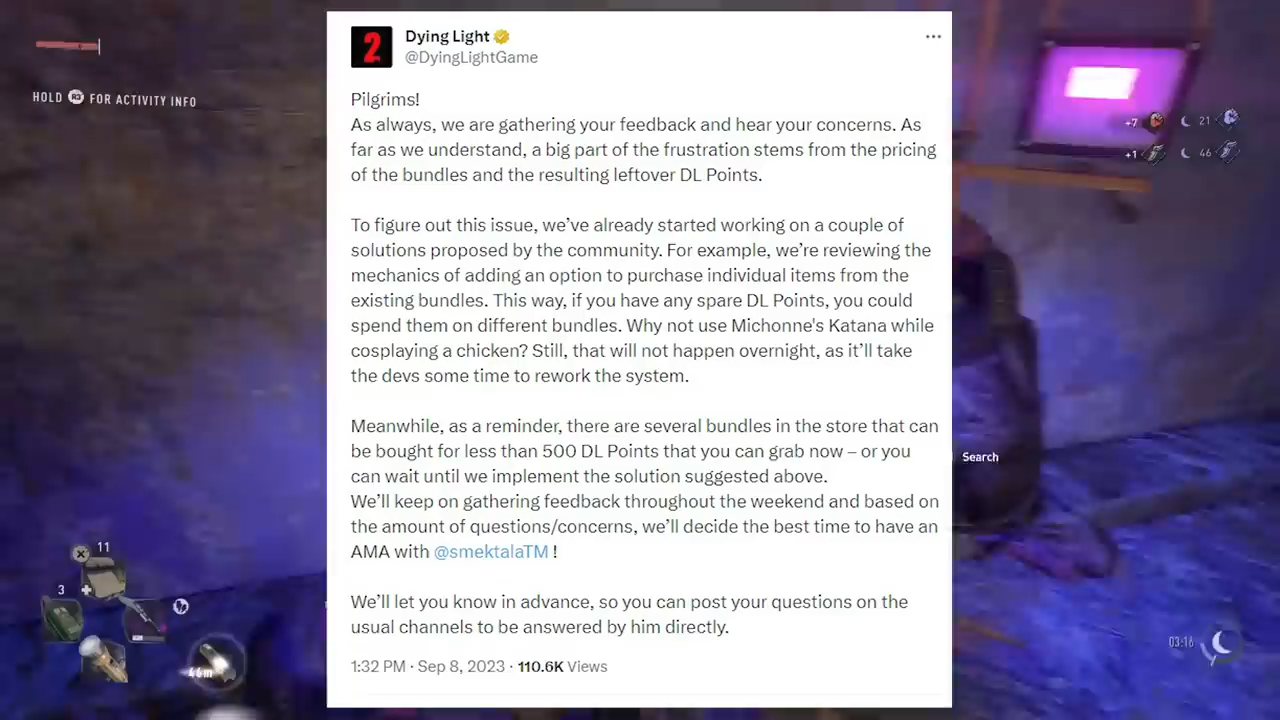 2
Dying Light
@DyingLightGame
HOLD R3 FOR ACTIVITY INFO
Pilgrims!
As always, we are gathering your feedback and hear your concerns. As
far as we understand, a big part of the frustration stems from the pricing
of the bundles and the resulting leftover DL Points.
To figure out this issue, we’ve already started working on a couple of
solutions proposed by the community. For example, we’re reviewing the
mechanics of adding an option to purchase individual items from the
existing bundles. This way, if you have any spare DL Points, you could
spend them on different bundles. Why not use Michonne's Katana while
cosplaying a chicken? Still, that will not happen overnight, as it’ll take
the devs some time to rework the system.
Meanwhile, as a reminder, there are several bundles in the store that can
be bought for less than 500 DL Points that you can grab now – or you
can wait until we implement the solution suggested above.
We’ll keep on gathering feedback throughout the weekend and based on
the amount of questions/concerns, we’ll decide the best time to have an
AMA with @smektalaTM !
We’ll let you know in advance, so you can post your questions on the
usual channels to be answered by him directly.
1:32 PM · Sep 8, 2023 · 110.6K Views
+7 21
+1 46
Search
11
3
46m
03:16